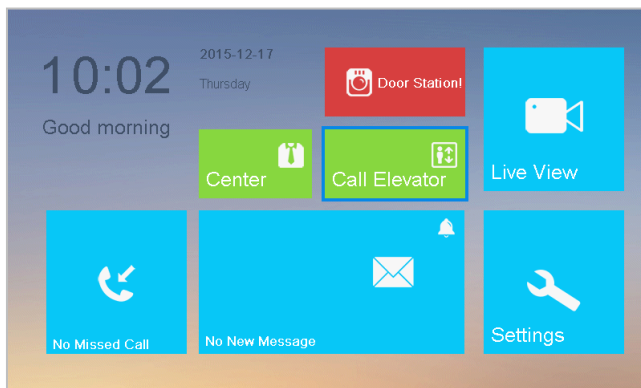 10:02
2015-12-17
Thursday
Good morning
Door Station!
Center
Call Elevator
Live View
No Missed Call
No New Message
Settings